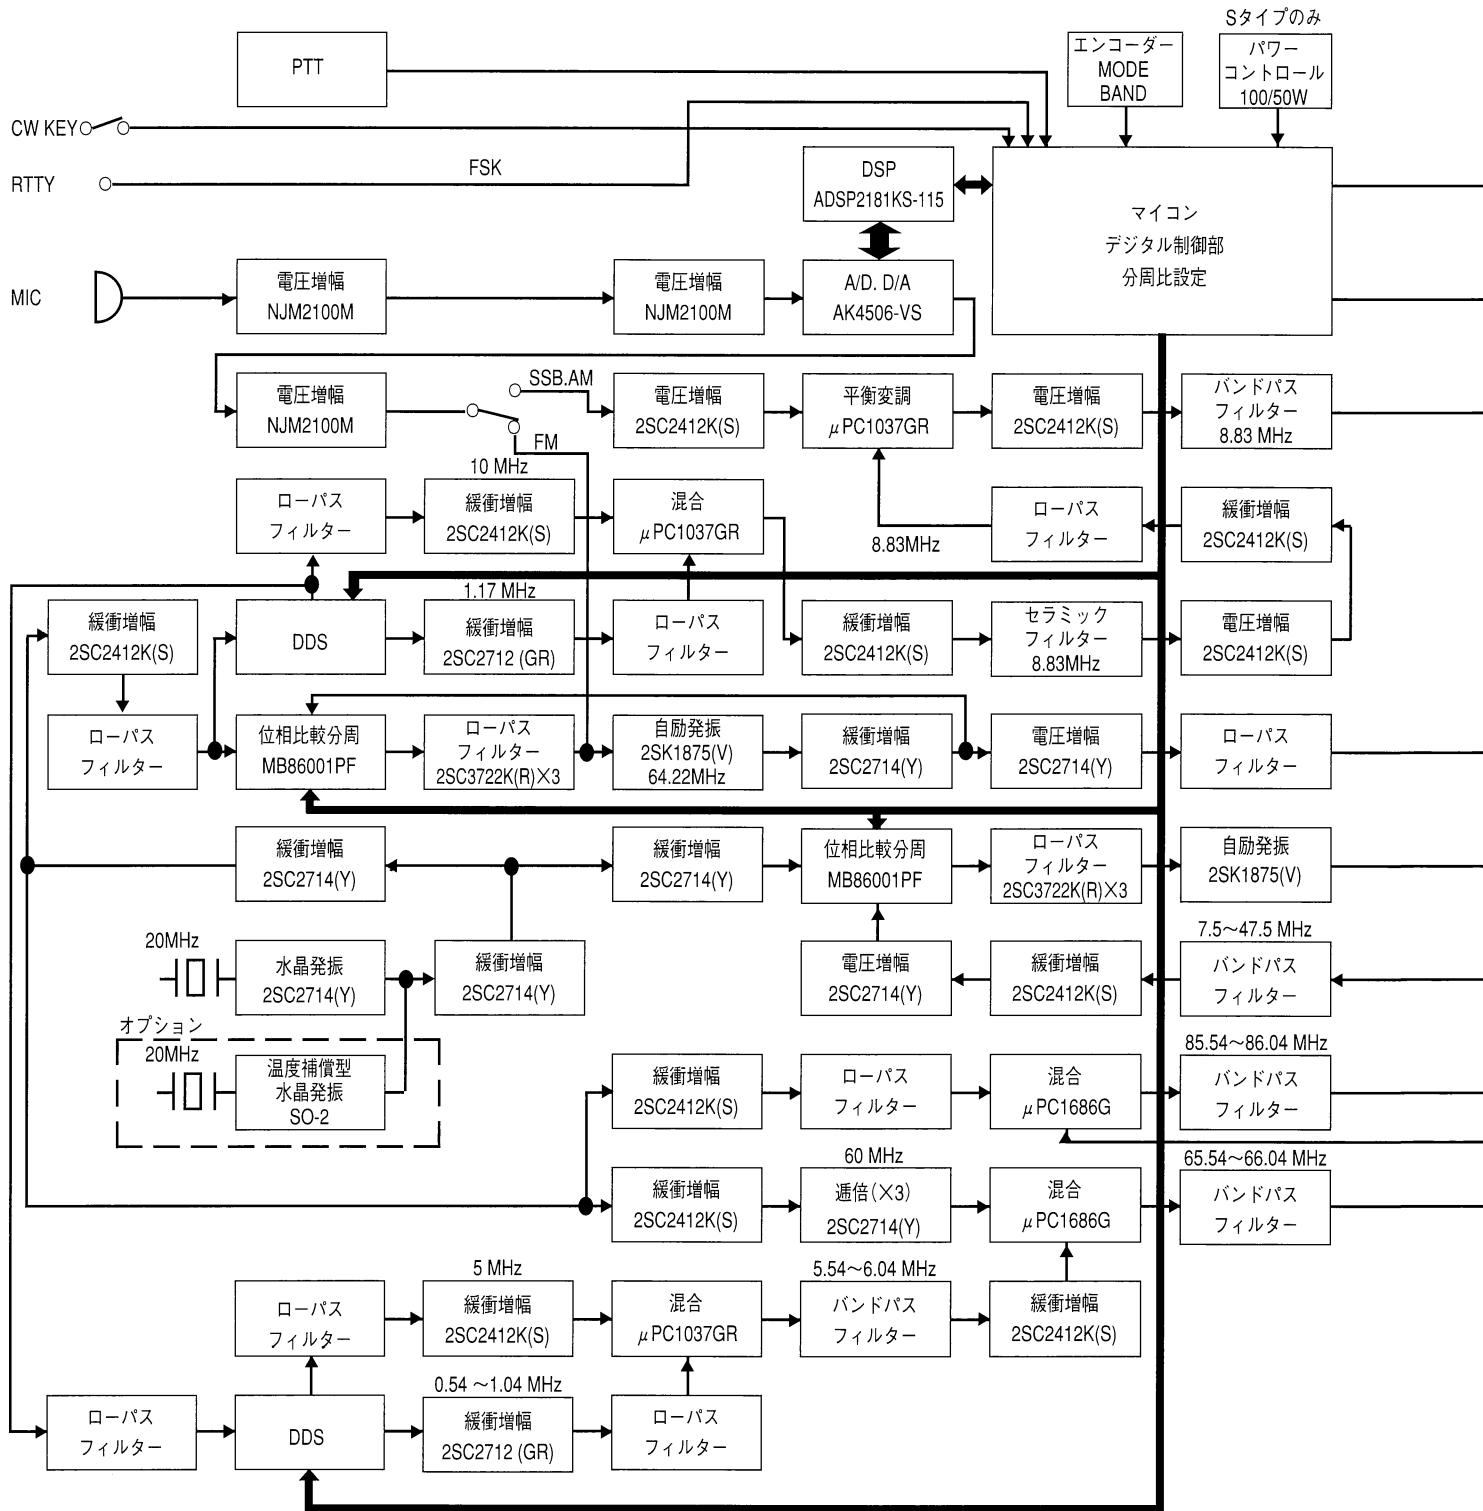 Sタイプのみ
PTT
エンコーダー
MODE
BAND
パワー
コントロール
100/50W
CW KEY
RTTY
FSK
DSP
ADSP2181KS-115
マイコン
デジタル制御部
分周比設定
MIC
電圧増幅
NJM2100M
電圧増幅
NJM2100M
A/D. D/A
AK4506-VS
電圧増幅
NJM2100M
SSB.AM
FM
電圧増幅
2SC2412K(S)
平衡変調
μPC1037GR
電圧増幅
2SC2412K(S)
バンドパス
フィルター
8.83 MHz
10 MHz
ローパス
フィルター
緩衝増幅
2SC2412K(S)
混合
μPC1037GR
8.83MHz
ローパス
フィルター
緩衝増幅
2SC2412K(S)
1.17 MHz
緩衝増幅
2SC2412K(S)
DDS
緩衝増幅
2SC2712 (GR)
ローパス
フィルター
緩衝増幅
2SC2412K(S)
セラミック
フィルター
8.83MHz
電圧増幅
2SC2412K(S)
ローパス
フィルター
位相比較分周
MB86001PF
ローパス
フィルター
2SC3722K(R)×3
自励発振
2SK1875(V)
64.22MHz
緩衝増幅
2SC2714(Y)
電圧増幅
2SC2714(Y)
ローパス
フィルター
緩衝増幅
2SC2714(Y)
緩衝増幅
2SC2714(Y)
位相比較分周
MB86001PF
ローパス
フィルター
2SC3722K(R)×3
自励発振
2SK1875(V)
20MHz
水晶発振
2SC2714(Y)
緩衝増幅
2SC2714(Y)
電圧増幅
2SC2714(Y)
緩衝増幅
2SC2412K(S)
7.5～47.5 MHz
バンドパス
フィルター
オプション
20MHz
温度補償型
水晶発振
SO-2
緩衝増幅
2SC2412K(S)
ローパス
フィルター
混合
μPC1686G
85.54～86.04 MHz
バンドパス
フィルター
60 MHz
緩衝増幅
2SC2412K(S)
逓倍(×3)
2SC2714(Y)
混合
μPC1686G
65.54～66.04 MHz
バンドパス
フィルター
5 MHz
ローパス
フィルター
緩衝増幅
2SC2412K(S)
混合
μPC1037GR
5.54～6.04 MHz
バンドパス
フィルター
緩衝増幅
2SC2412K(S)
0.54 ～1.04 MHz
ローパス
フィルター
DDS
緩衝増幅
2SC2712 (GR)
ローパス
フィルター